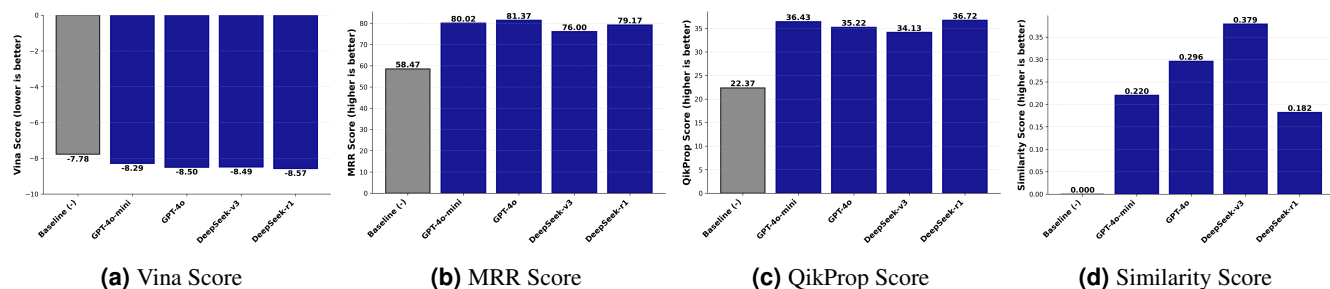 Vina Score (lower is better)
0
−2
−4
−6
−8
−10
-7.78
-8.29
-8.50
-8.49
-8.57
Baseline (-)
GPT-4o-mini
GPT-4o
DeepSeek-v3
DeepSeek-r1
(a) Vina Score
MRR Score (higher is better)
80
70
60
50
40
30
20
10
0
58.47
80.02
81.37
76.00
79.17
Baseline (-)
GPT-4o-mini
GPT-4o
DeepSeek-v3
DeepSeek-r1
(b) MRR Score
QikProp Score (higher is better)
35
30
25
20
15
10
5
0
22.37
36.43
35.22
34.13
36.72
Baseline (-)
GPT-4o-mini
GPT-4o
DeepSeek-v3
DeepSeek-r1
(c) QikProp Score
Similarity Score (higher is better)
0.35
0.30
0.25
0.20
0.15
0.10
0.05
0.00
0.000
0.220
0.296
0.379
0.182
Baseline (-)
GPT-4o-mini
GPT-4o
DeepSeek-v3
DeepSeek-r1
(d) Similarity Score